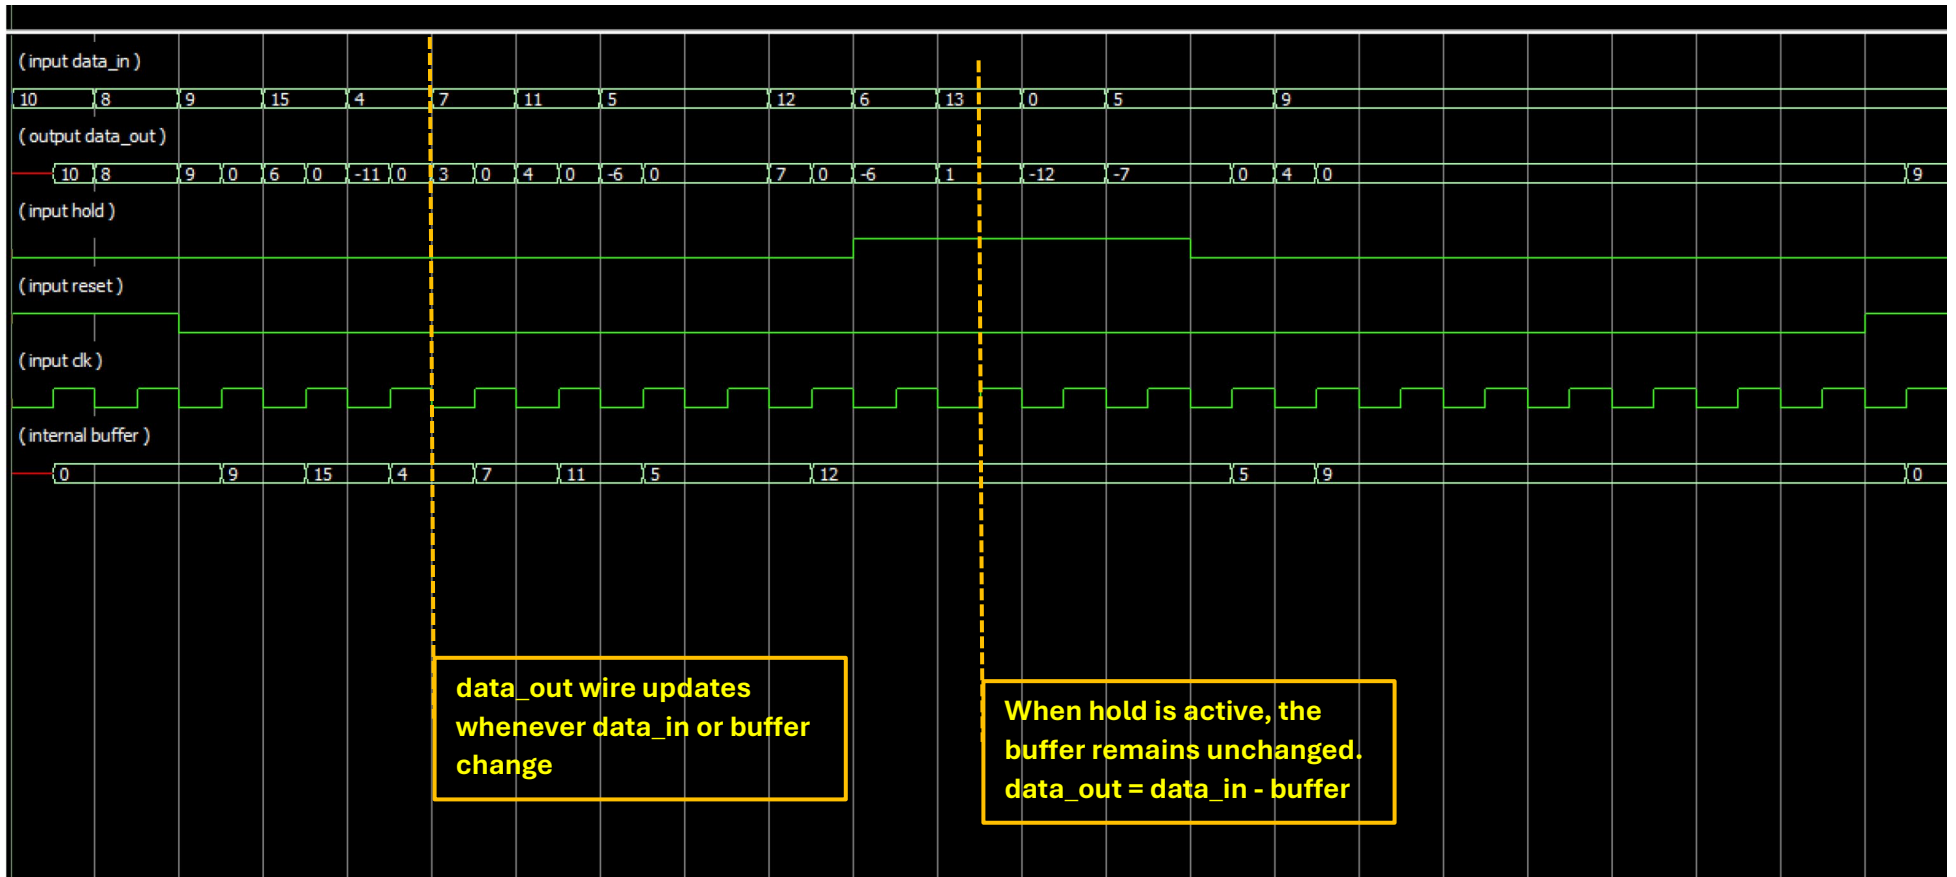 ( input data_in )
10 8 9 15 4 7 11 5 12 6 13 0 5 9
( output data_out )
10 8 9 0 6 0 -11 0 3 0 4 0 -6 0 7 0 -6 1 -12 -7 0 4 0 9
( input hold )
( input reset )
( input clk )
( internal buffer )
0 9 15 4 7 11 5 12 5 9 0
data_out wire updates
whenever data_in or buffer
change
When hold is active, the
buffer remains unchanged.
data_out = data_in - buffer